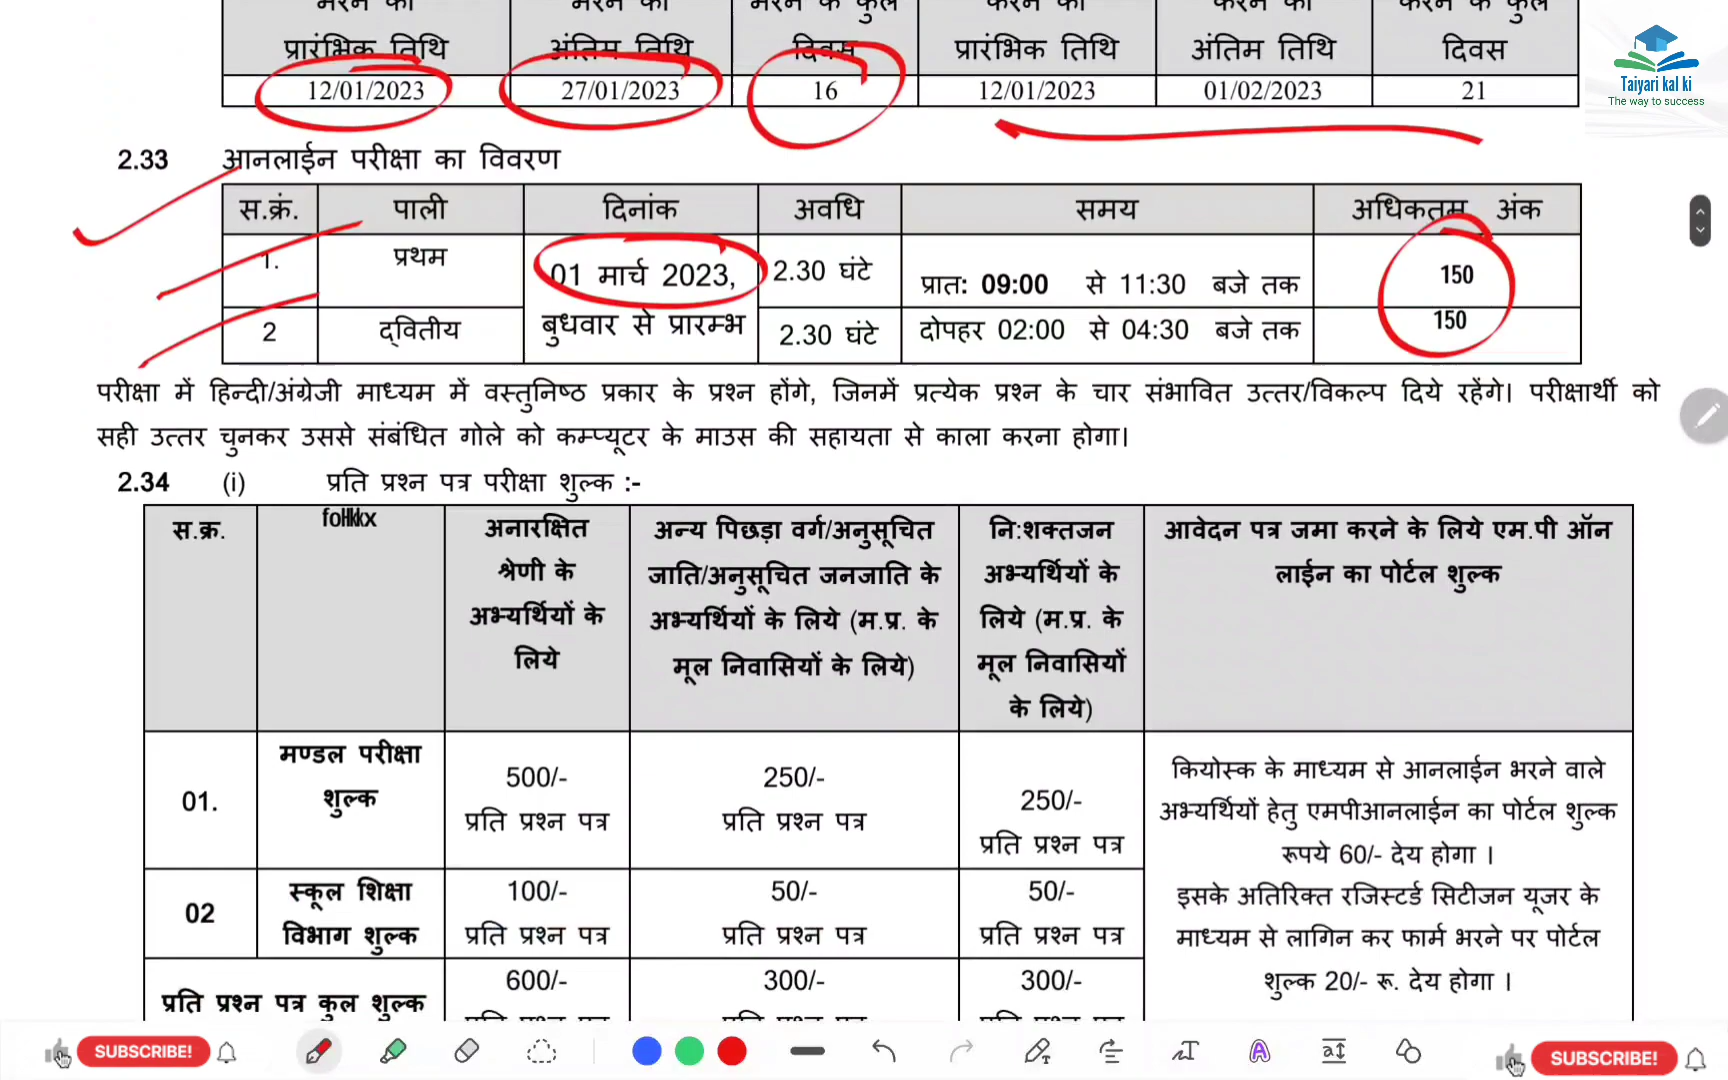 प्रारंभिक तिथि अंतिम तिथि दिवस प्रारंभिक तिथि अंतिम तिथि दिवस
12/01/2023 27/01/2023 16 12/01/2023 01/02/2023 21
Taiyari kal ki
The way to success
2.33 आनलाईन परीक्षा का विवरण
स.क्रं. पाली दिनांक अवधि समय अधिकतम अंक
1. प्रथम 01 मार्च 2023, 2.30 घंटे प्रात: 09:00 से 11:30 बजे तक 150
2 द्वितीय बुधवार से प्रारम्भ 2.30 घंटे दोपहर 02:00 से 04:30 बजे तक 150
परीक्षा में हिन्दी/अंग्रेजी माध्यम में वस्तुनिष्ठ प्रकार के प्रश्न होंगे, जिनमें प्रत्येक प्रश्न के चार संभावित उत्तर/विकल्प दिये रहेंगे। परीक्षार्थी को
सही उत्तर चुनकर उससे संबंधित गोले को कम्प्यूटर के माउस की सहायता से काला करना होगा।
2.34 (i) प्रति प्रश्न पत्र परीक्षा शुल्क :-
स.क्र.
अनारक्षित
श्रेणी के
अभ्यर्थियों के
लिये
अन्य पिछड़ा वर्ग/अनुसूचित
जाति/अनुसूचित जनजाति के
अभ्यर्थियों के लिये (म.प्र. के
मूल निवासियों के लिये)
नि:शक्तजन
अभ्यर्थियों के
लिये (म.प्र. के
मूल निवासियों
के लिये)
आवेदन पत्र जमा करने के लिये एम.पी ऑन
लाईन का पोर्टल शुल्क
01.
मण्डल परीक्षा
शुल्क
500/-
प्रति प्रश्न पत्र
250/-
प्रति प्रश्न पत्र
250/-
प्रति प्रश्न पत्र
कियोस्क के माध्यम से आनलाईन भरने वाले
अभ्यर्थियों हेतु एमपीआनलाईन का पोर्टल शुल्क
रूपये 60/- देय होगा ।
इसके अतिरिक्त रजिस्टर्ड सिटीजन यूजर के
माध्यम से लागिन कर फार्म भरने पर पोर्टल
शुल्क 20/- रू. देय होगा ।
02
स्कूल शिक्षा
विभाग शुल्क
100/-
प्रति प्रश्न पत्र
50/-
प्रति प्रश्न पत्र
50/-
प्रति प्रश्न पत्र
प्रति प्रश्न पत्र कुल शुल्क
600/-
300/-
300/-
SUBSCRIBE!
SUBSCRIBE!